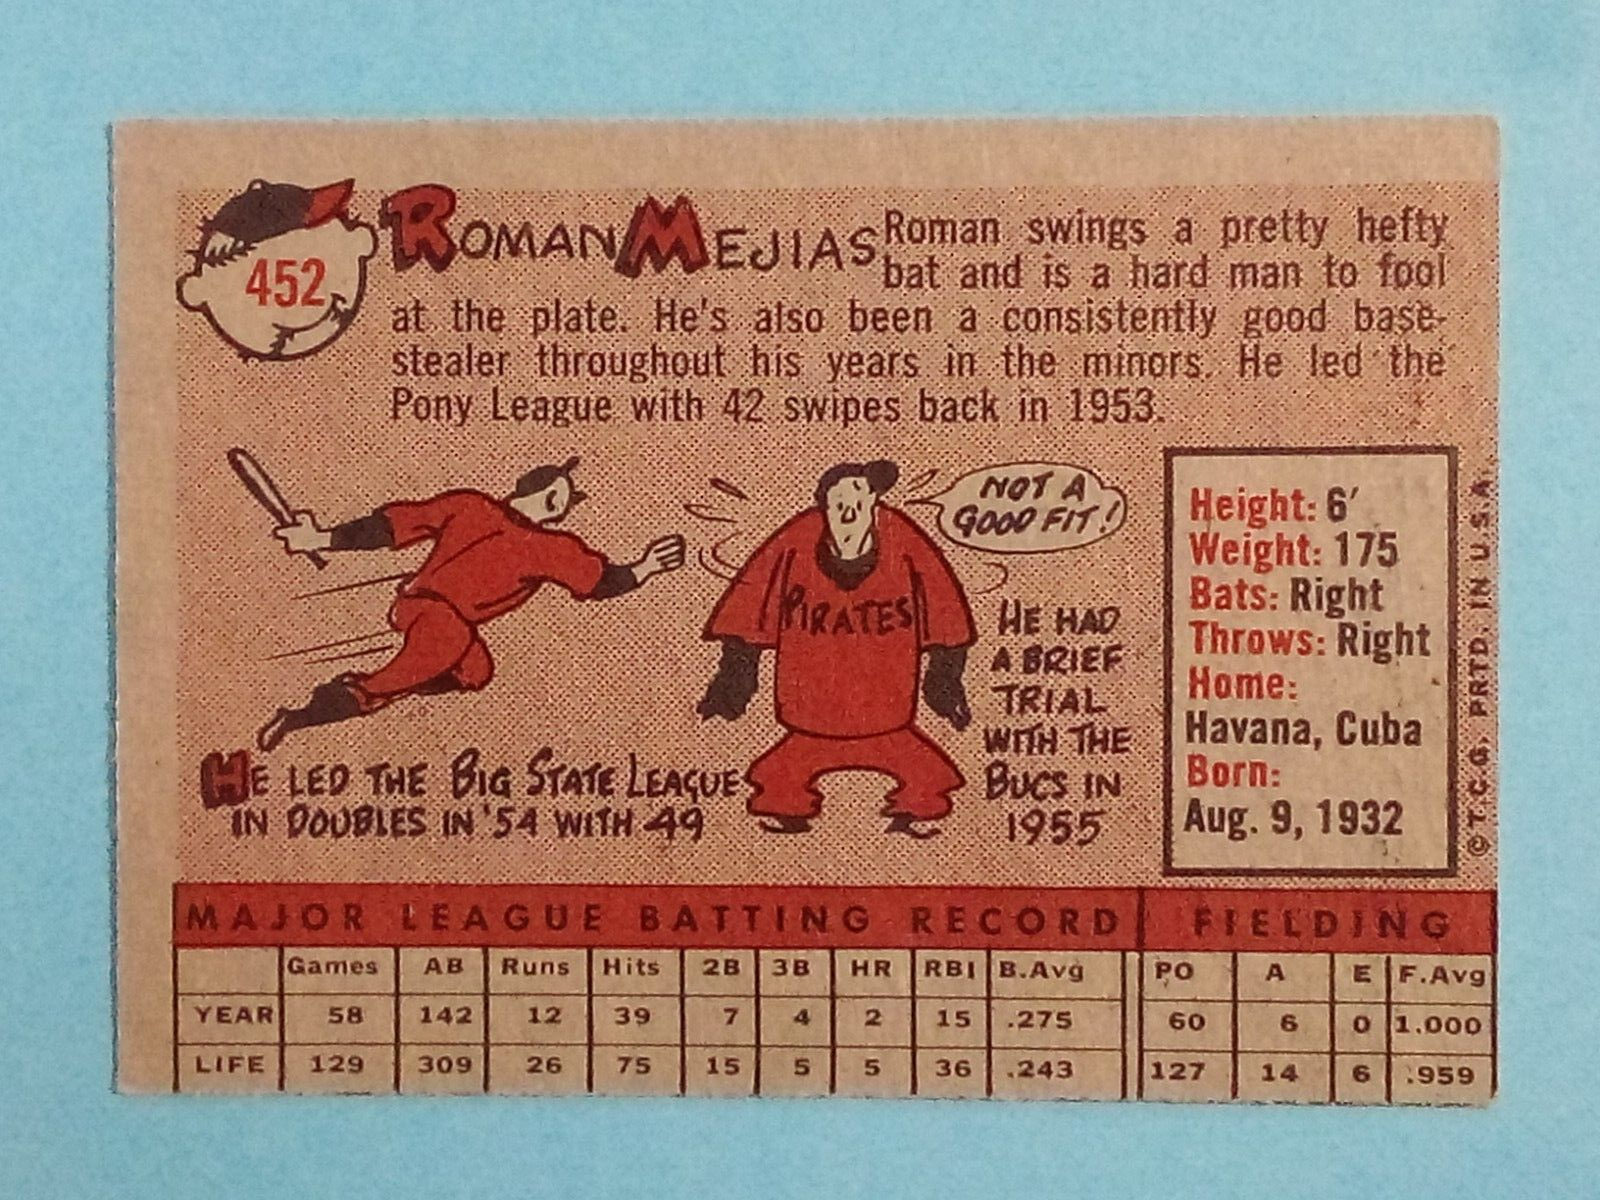 452
ROMAN MEJIAS
Roman swings a pretty hefty
bat and is a hard man to fool
at the plate. He's also been a consistently good base-
stealer throughout his years in the minors. He led the
Pony League with 42 swipes back in 1953.
NOT A
GOOD FIT!
PIRATES
HE LED THE BIG STATE LEAGUE
IN DOUBLES IN '54 WITH 49
HE HAD
A BRIEF
TRIAL
WITH THE
BUCS IN
1955
Height: 6'
Weight: 175
Bats: Right
Throws: Right
Home:
Havana, Cuba
Born:
Aug. 9, 1932
© T.C.G. PRTD. IN U.S.A.
MAJOR LEAGUE BATTING RECORD FIELDING
Games AB Runs Hits 2B 3B HR RBI B.Avg PO A E F.Avg
YEAR 58 142 12 39 7 4 2 15 .275 60 6 0 1.000
LIFE 129 309 26 75 15 5 5 36 .243 127 14 6 .959